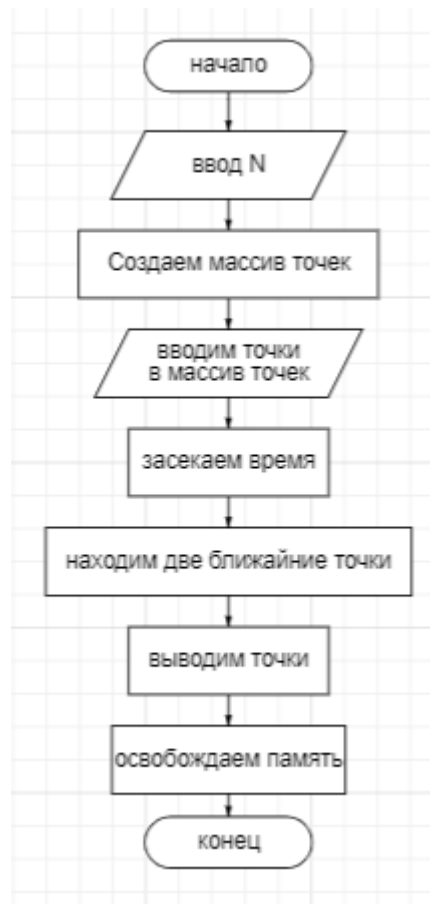 начало
ввод N
Создаем массив точек
вводим точки
в массив точек
засекаем время
находим две ближайние точки
выводим точки
освобождаем память
конец